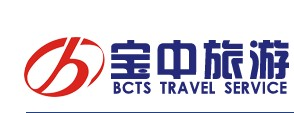 宝中旅游
BCTS TRAVEL SERVICE